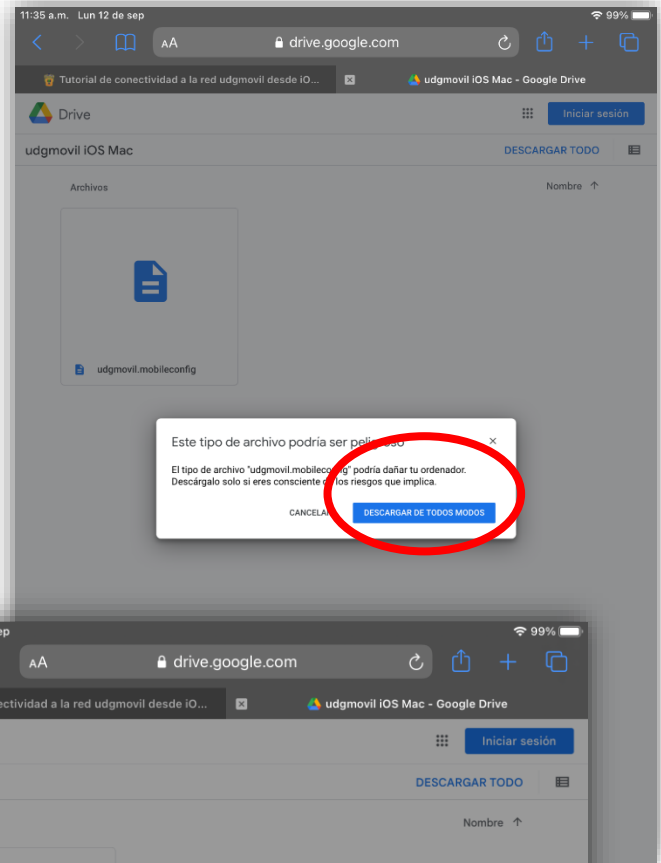 11:35 a.m. Lun 12 de sep
99%
AA
drive.google.com
Tutorial de conectividad a la red udgmovil desde iO...
udgmovil iOS Mac - Google Drive
Drive
Iniciar sesión
udgmovil iOS Mac
DESCARGAR TODO
Archivos
Nombre
udgmovil.mobileconfig
Este tipo de archivo podría ser peligroso
El tipo de archivo "udgmovil.mobileconfig" podría dañar tu ordenador.
Descárgalo solo si eres consciente de los riesgos que implica.
CANCELAR
DESCARGAR DE TODOS MODOS
ep
99%
AA
drive.google.com
ectividad a la red udgmovil desde iO...
udgmovil iOS Mac - Google Drive
Iniciar sesión
DESCARGAR TODO
Nombre